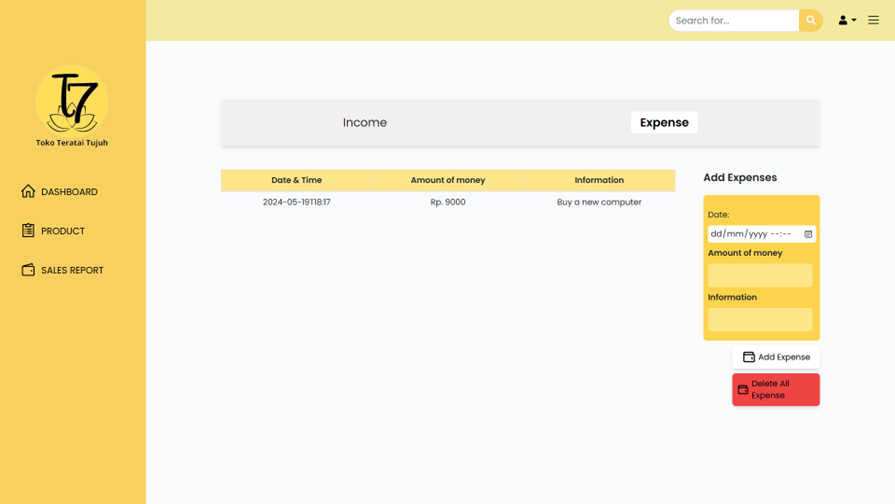 Search for...
T7
Toko Teratai Tujuh
DASHBOARD
PRODUCT
SALES REPORT
Income
Expense
Date & Time
Amount of money
Information
2024-05-19T18:17
Rp. 9000
Buy a new computer
Add Expenses
Date:
dd/mm/yyyy --:--
Amount of money
Information
Add Expense
Delete All
Expense